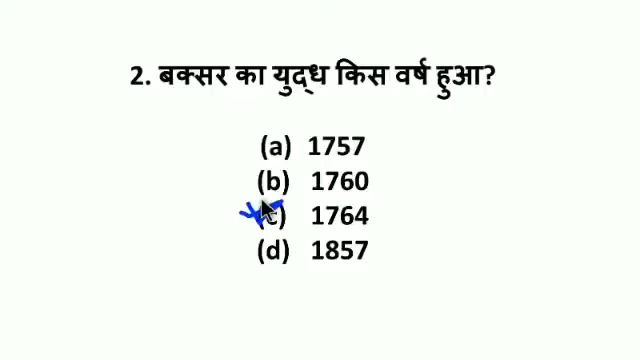 2. बक्सर का युद्ध किस वर्ष हुआ?
(a) 1757
(b) 1760
(c) 1764
(d) 1857